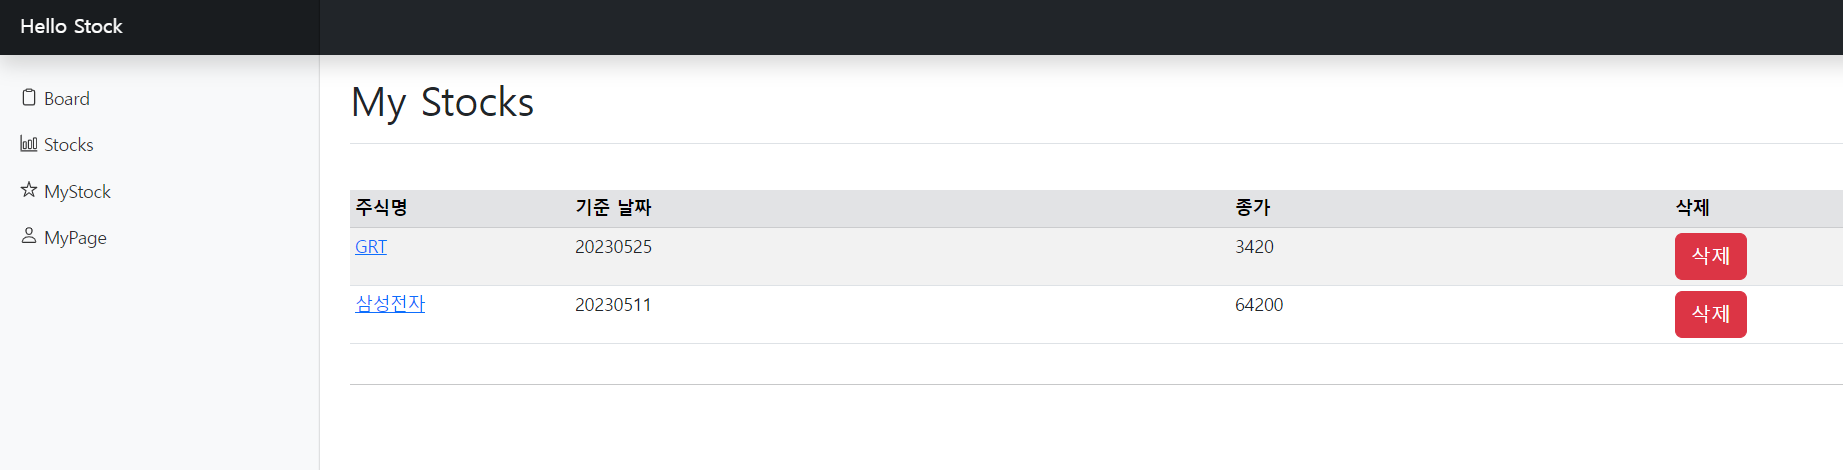 Hello Stock
Board
Stocks
MyStock
MyPage
My Stocks
주식명 기준 날짜 종가 삭제
GRT 20230525 3420 삭제
삼성전자 20230511 64200 삭제